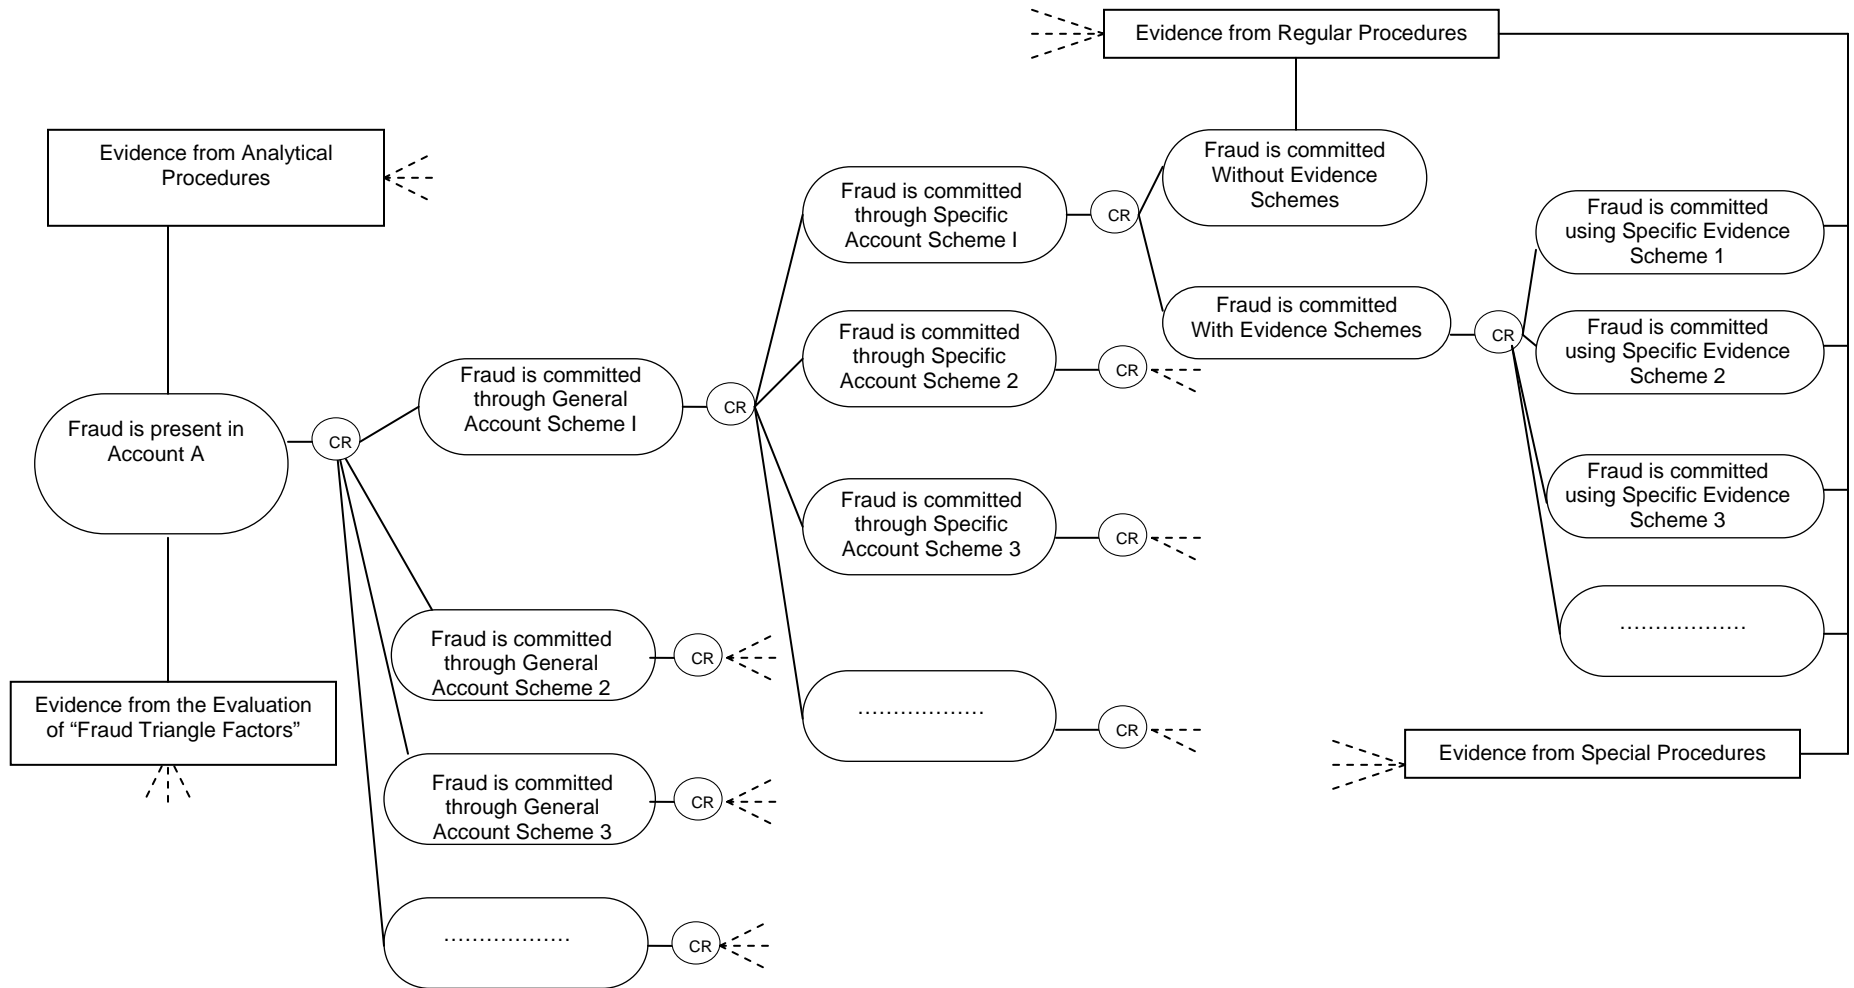 Evidence from Regular Procedures
Evidence from Analytical
Procedures
Fraud is committed
Without Evidence
Schemes
Fraud is committed
through Specific
Account Scheme I
CR
Fraud is committed
using Specific Evidence
Scheme 1
Fraud is committed
With Evidence Schemes
CR
Fraud is committed
through Specific
Account Scheme 2
CR
Fraud is committed
using Specific Evidence
Scheme 2
Fraud is committed
through General
Account Scheme I
CR
Fraud is present in
Account A
CR
Fraud is committed
through Specific
Account Scheme 3
CR
Fraud is committed
using Specific Evidence
Scheme 3
Fraud is committed
through General
Account Scheme 2
CR
..................
..................
CR
Evidence from the Evaluation
of “Fraud Triangle Factors”
Evidence from Special Procedures
Fraud is committed
through General
Account Scheme 3
CR
..................
CR